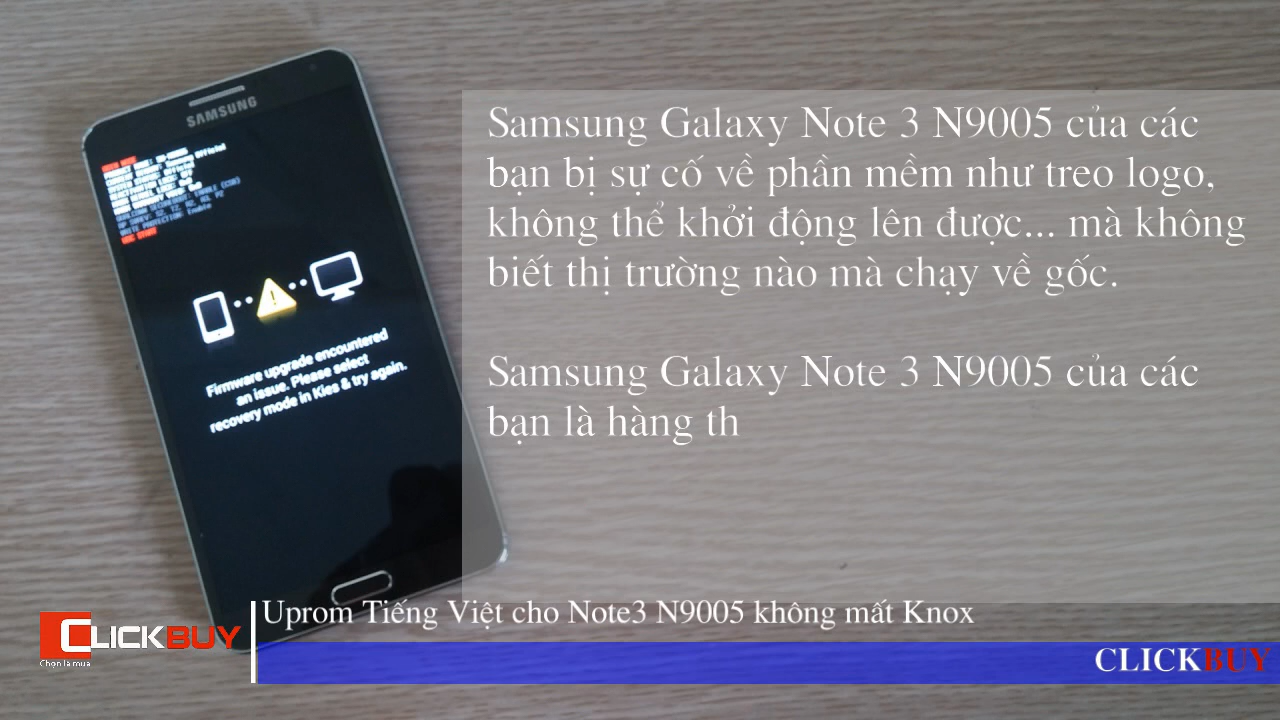 SAMSUNG
Firmware upgrade encountered
an issue. Please select
recovery mode in Kies & try again.
Samsung Galaxy Note 3 N9005 của các
bạn bị sự cố về phần mềm như treo logo,
không thể khởi động lên được... mà không
biết thị trường nào mà chạy về gốc.
Samsung Galaxy Note 3 N9005 của các
bạn là hàng th
Uprom Tiếng Việt cho Note3 N9005 không mất Knox
CLICKBUY
Chọn là mua
CLICKBUY